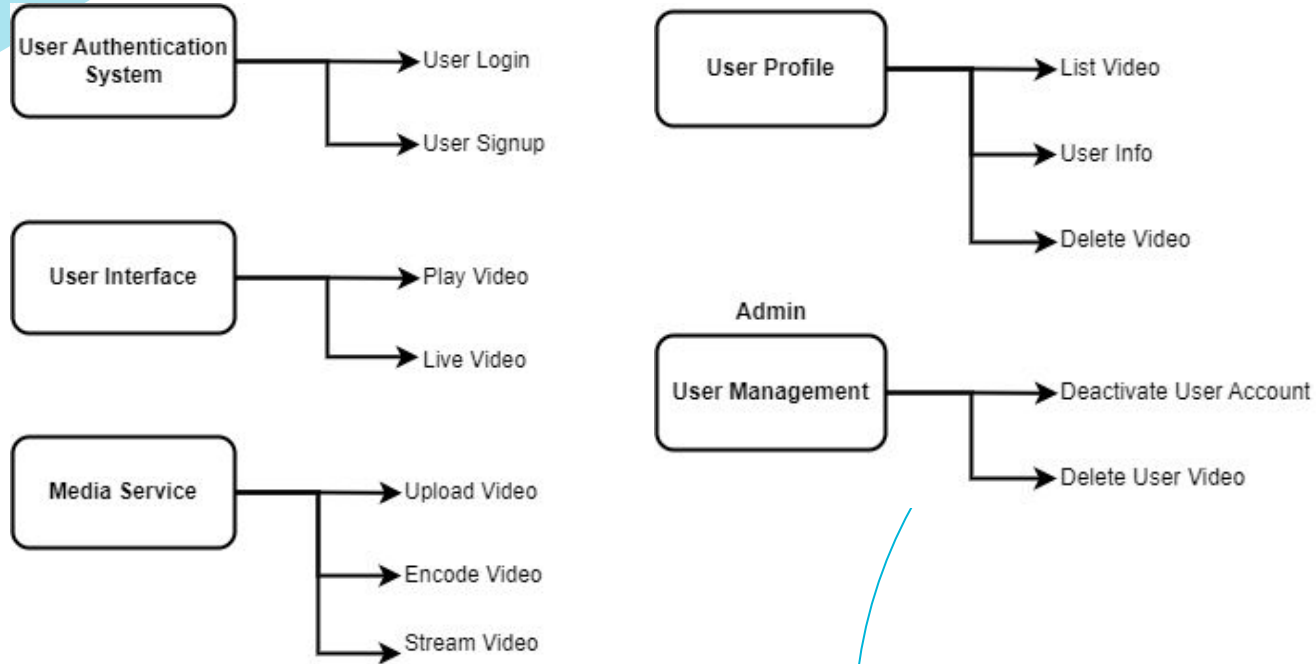 User Authentication
System
User Login
User Signup
User Interface
Play Video
Live Video
Media Service
Upload Video
Encode Video
Stream Video
User Profile
List Video
User Info
Delete Video
Admin
User Management
Deactivate User Account
Delete User Video